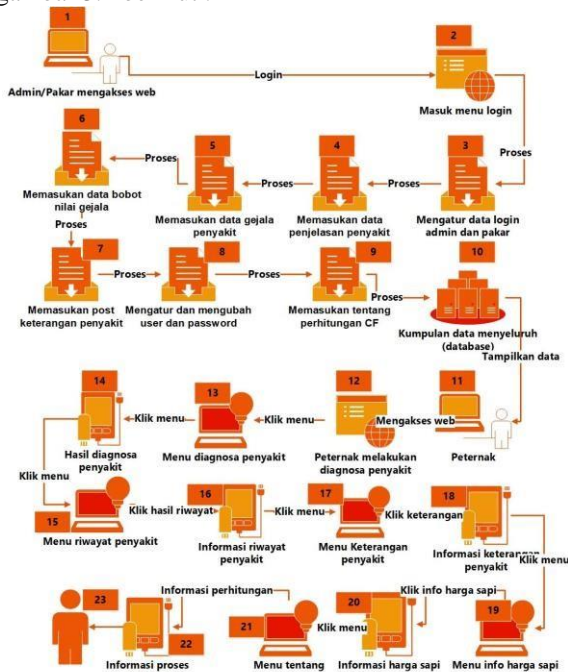 1
2
Login
Admin/Pakar mengakses web
Masuk menu login
6
5
4
3
Proses
Proses
Proses
Proses
Memasukan data bobot
nilai gejala
Memasukan data gejala
penyakit
Memasukan data
penjelasan penyakit
Mengatur data login
admin dan pakar
Proses
7
8
9
10
Proses
Proses
Proses
Memasukan post
keterangan penyakit
Mengatur dan mengubah
user dan password
Memasukan tentang
perhitungan CF
Kumpulan data menyeluruh
(database)
Tampilkan data
14
13
12
11
Klik menu
Klik menu
Mengakses web
Hasil diagnosa
penyakit
Menu diagnosa penyakit
Peternak melakukan
diagnosa penyakit
Peternak
Klik menu
15
16
17
18
Klik hasil riwayat
Klik menu
Klik keterangan
Menu riwayat penyakit
Informasi riwayat
penyakit
Menu Keterangan
penyakit
Informasi keterangan
penyakit
Klik menu
23
22
21
20
19
Informasi perhitungan
Klik menu
Klik info harga sapi
Informasi proses
Menu tentang
Informasi harga sapi
Menu info harga sapi